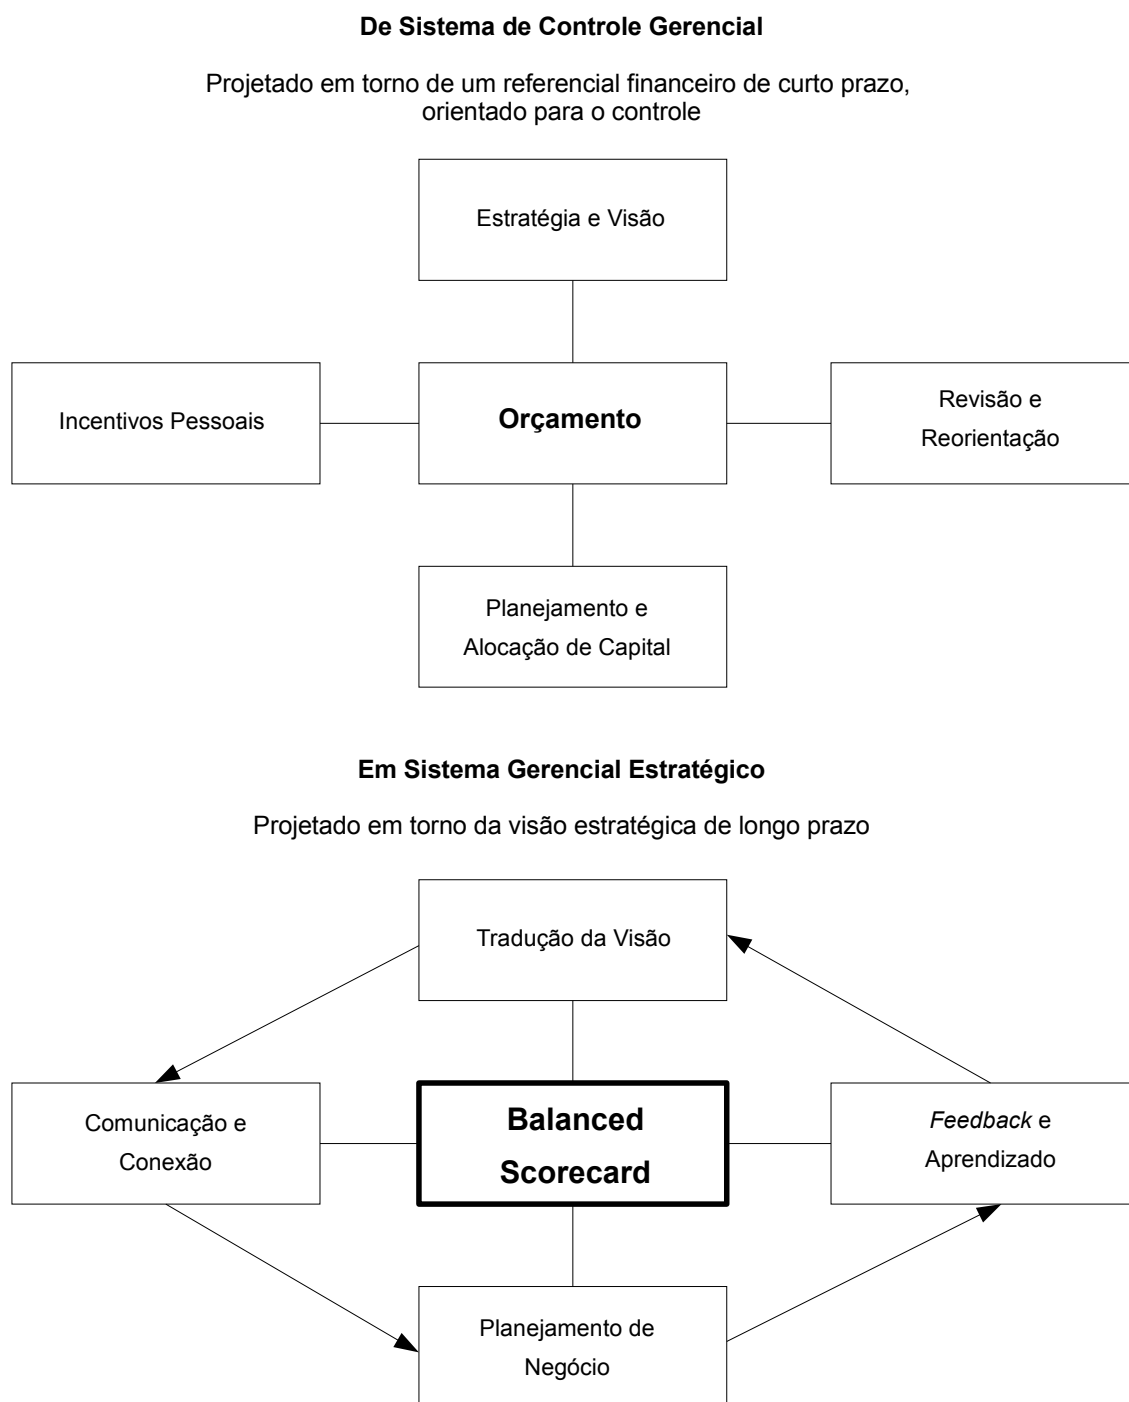 De Sistema de Controle Gerencial
Projetado em torno de um referencial financeiro de curto prazo,
orientado para o controle
Estratégia e Visão
Incentivos Pessoais
Orçamento
Revisão e
Reorientação
Planejamento e
Alocação de Capital
Em Sistema Gerencial Estratégico
Projetado em torno da visão estratégica de longo prazo
Tradução da Visão
Comunicação e
Conexão
Balanced
Scorecard
Feedback e
Aprendizado
Planejamento de
Negócio